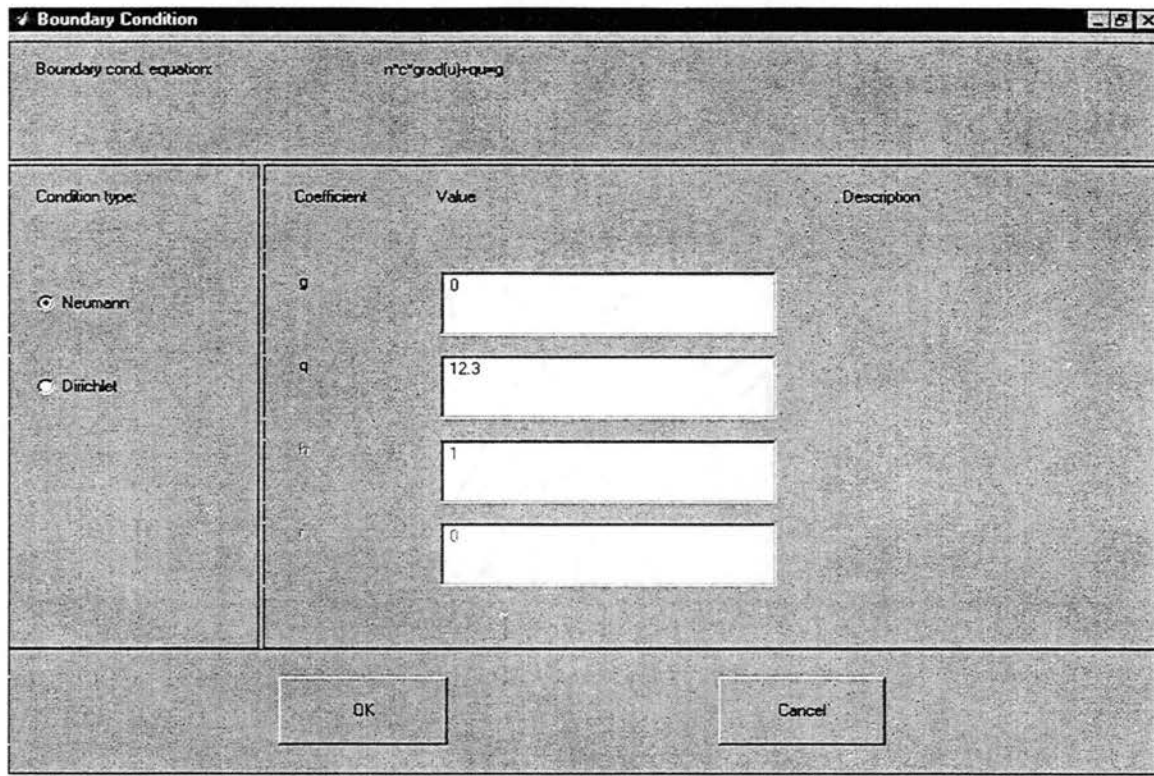 Boundary Condition
Boundary cond. equation: n*c*grad(u)+qu=g
Condition type:
Coefficient Value Description
g 0
Neumann
q 12.3
Dirichlet
h 1
r 0
OK Cancel